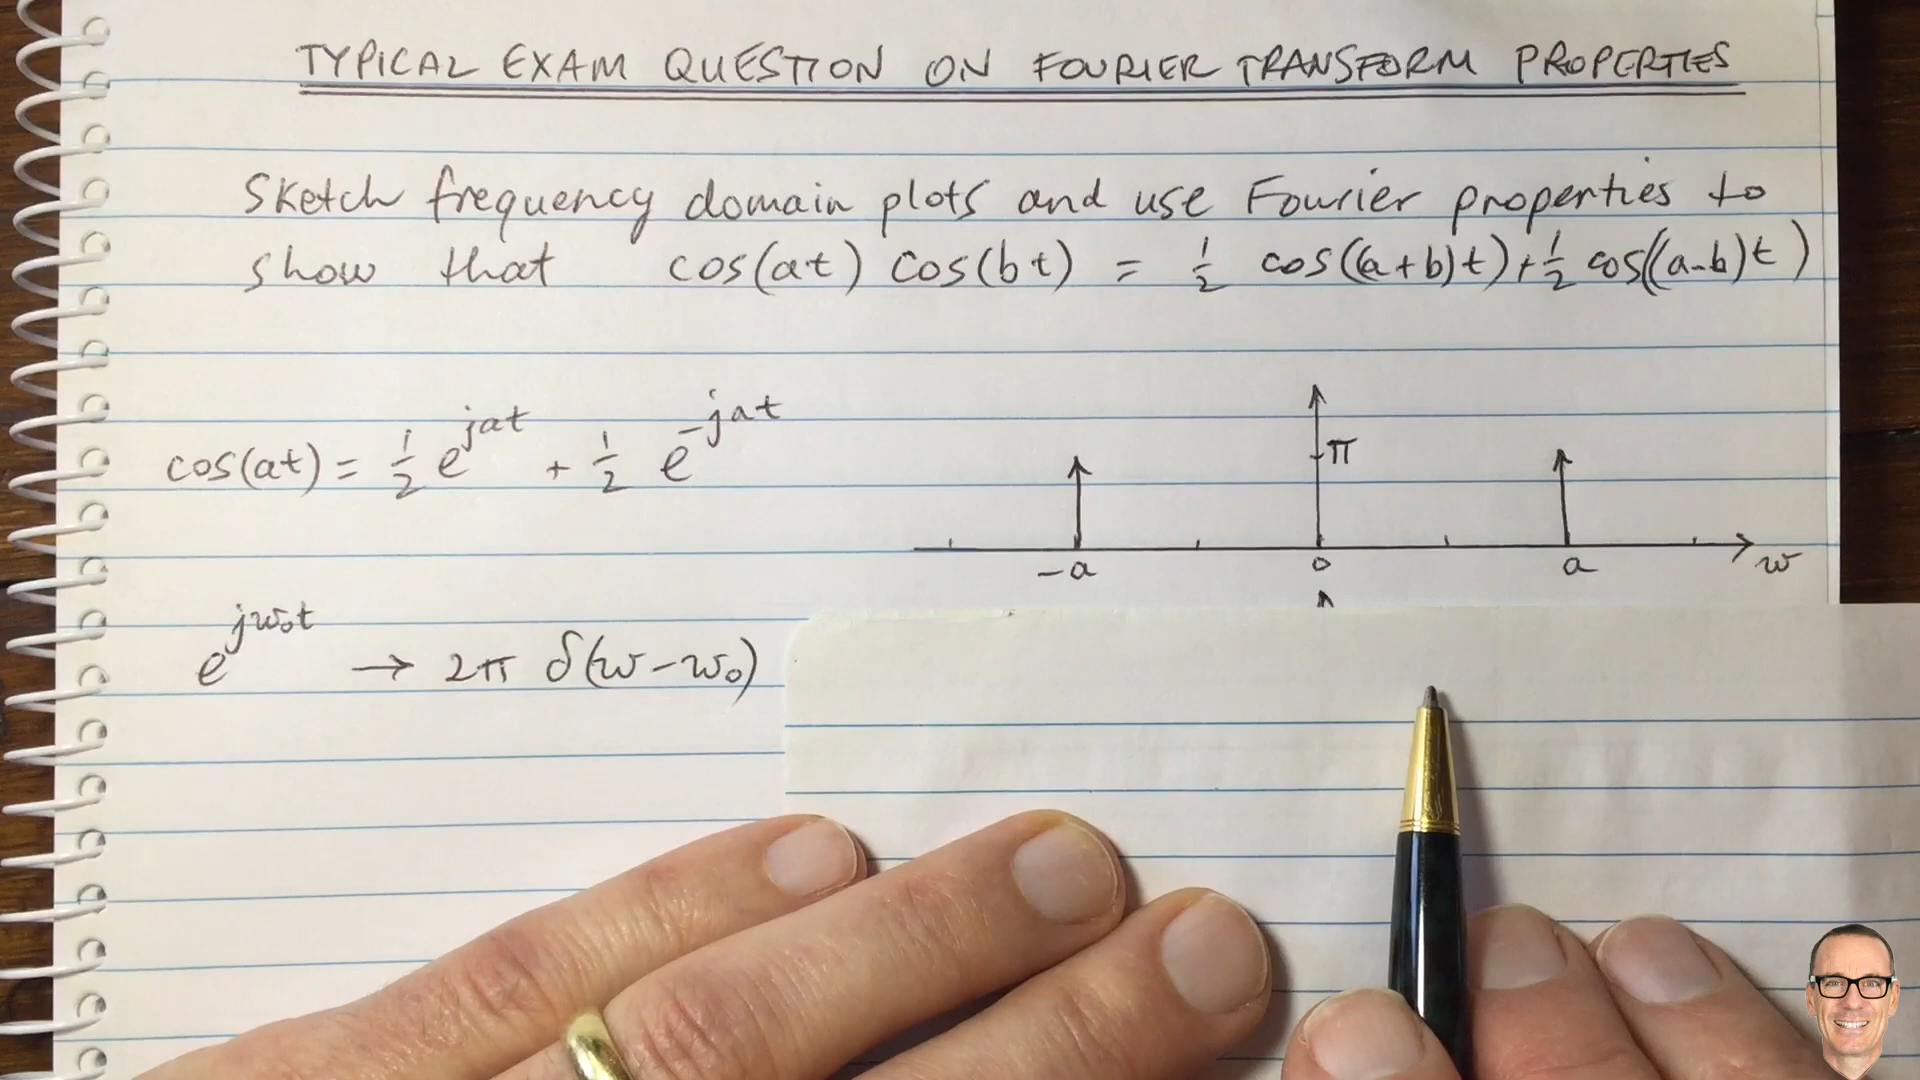 TYPICAL EXAM QUESTION ON FOURIER TRANSFORM PROPERTIES
Sketch frequency domain plots and use Fourier properties to
show that cos(at) cos(bt) = 1/2 cos((a+b)t) + 1/2 cos((a-b)t)
cos(at) = 1/2 e^jat + 1/2 e^-jat
π
-a 0 a w
e^jw₀t → 2π δ(w-w₀)